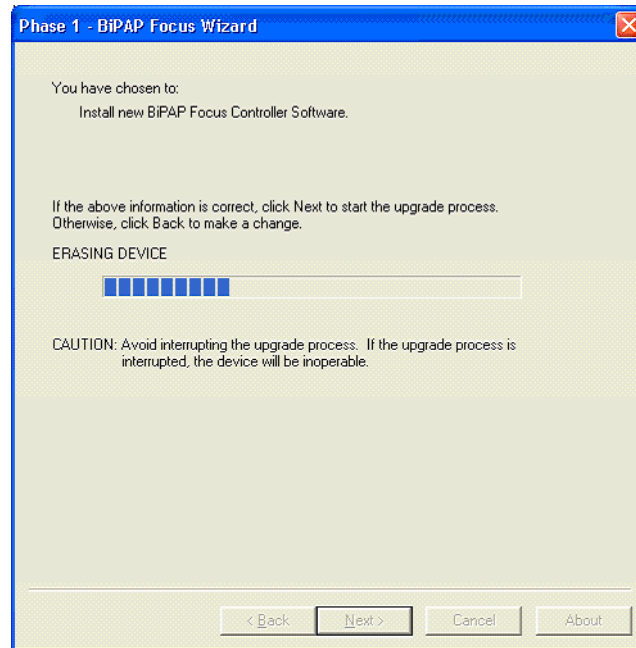 Phase 1 - BiPAP Focus Wizard
You have chosen to:
Install new BiPAP Focus Controller Software.
If the above information is correct, click Next to start the upgrade process.
Otherwise, click Back to make a change.
ERASING DEVICE
CAUTION: Avoid interrupting the upgrade process. If the upgrade process is
interrupted, the device will be inoperable.
< Back Next > Cancel About